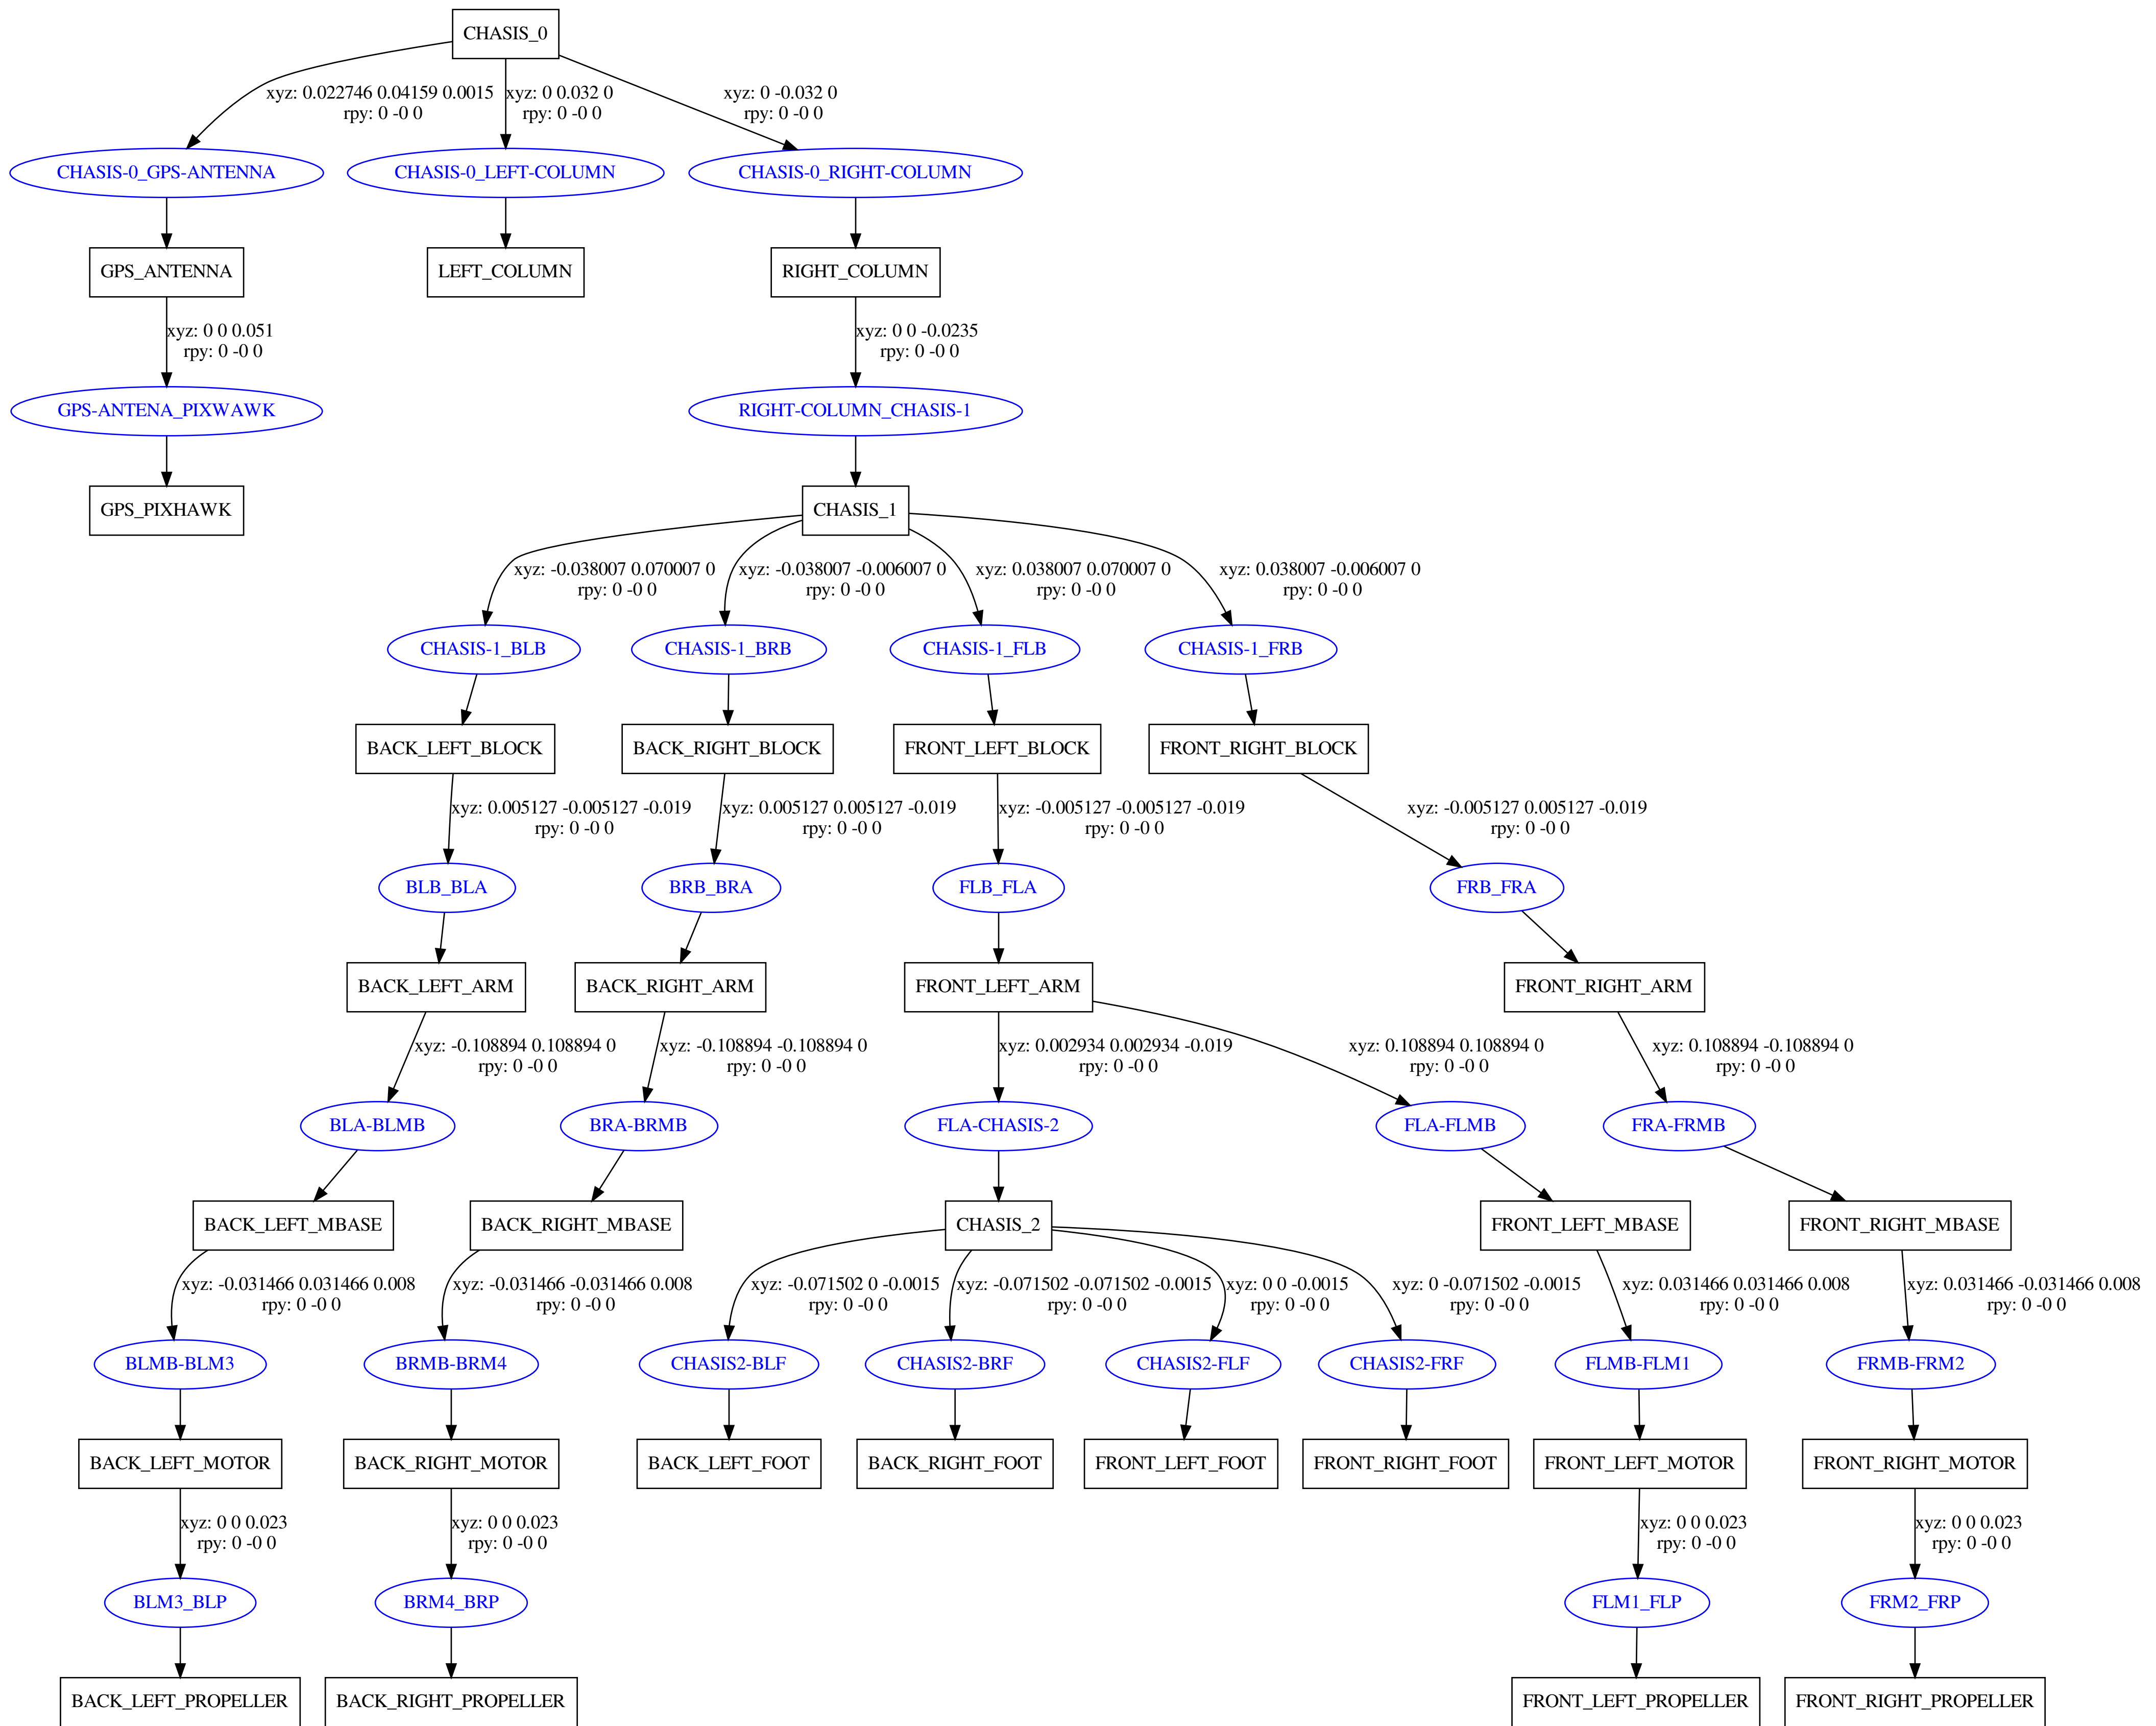 CHASIS_0
xyz: 0.022746 0.04159 0.0015
rpy: 0 -0 0
xyz: 0 0.032 0
rpy: 0 -0 0
xyz: 0 -0.032 0
rpy: 0 -0 0
CHASIS-0_GPS-ANTENNA
CHASIS-0_LEFT-COLUMN
CHASIS-0_RIGHT-COLUMN
GPS_ANTENNA
LEFT_COLUMN
RIGHT_COLUMN
xyz: 0 0 0.051
rpy: 0 -0 0
xyz: 0 0 -0.0235
rpy: 0 -0 0
GPS-ANTENA_PIXWAWK
RIGHT-COLUMN_CHASIS-1
GPS_PIXHAWK
CHASIS_1
xyz: -0.038007 0.070007 0
rpy: 0 -0 0
xyz: -0.038007 -0.006007 0
rpy: 0 -0 0
xyz: 0.038007 0.070007 0
rpy: 0 -0 0
xyz: 0.038007 -0.006007 0
rpy: 0 -0 0
CHASIS-1_BLB
CHASIS-1_BRB
CHASIS-1_FLB
CHASIS-1_FRB
BACK_LEFT_BLOCK
BACK_RIGHT_BLOCK
FRONT_LEFT_BLOCK
FRONT_RIGHT_BLOCK
xyz: 0.005127 -0.005127 -0.019
rpy: 0 -0 0
xyz: 0.005127 0.005127 -0.019
rpy: 0 -0 0
xyz: -0.005127 -0.005127 -0.019
rpy: 0 -0 0
xyz: -0.005127 0.005127 -0.019
rpy: 0 -0 0
BLB_BLA
BRB_BRA
FLB_FLA
FRB_FRA
BACK_LEFT_ARM
BACK_RIGHT_ARM
FRONT_LEFT_ARM
FRONT_RIGHT_ARM
xyz: -0.108894 0.108894 0
rpy: 0 -0 0
xyz: -0.108894 -0.108894 0
rpy: 0 -0 0
xyz: 0.002934 0.002934 -0.019
rpy: 0 -0 0
xyz: 0.108894 0.108894 0
rpy: 0 -0 0
xyz: 0.108894 -0.108894 0
rpy: 0 -0 0
BLA-BLMB
BRA-BRMB
FLA-CHASIS-2
FLA-FLMB
FRA-FRMB
BACK_LEFT_MBASE
BACK_RIGHT_MBASE
CHASIS_2
FRONT_LEFT_MBASE
FRONT_RIGHT_MBASE
xyz: -0.031466 0.031466 0.008
rpy: 0 -0 0
xyz: -0.031466 -0.031466 0.008
rpy: 0 -0 0
xyz: -0.071502 0 -0.0015
rpy: 0 -0 0
xyz: -0.071502 -0.071502 -0.0015
rpy: 0 -0 0
xyz: 0 0 -0.0015
rpy: 0 -0 0
xyz: 0 -0.071502 -0.0015
rpy: 0 -0 0
xyz: 0.031466 0.031466 0.008
rpy: 0 -0 0
xyz: 0.031466 -0.031466 0.008
rpy: 0 -0 0
BLMB-BLM3
BRMB-BRM4
CHASIS2-BLF
CHASIS2-BRF
CHASIS2-FLF
CHASIS2-FRF
FLMB-FLM1
FRMB-FRM2
BACK_LEFT_MOTOR
BACK_RIGHT_MOTOR
BACK_LEFT_FOOT
BACK_RIGHT_FOOT
FRONT_LEFT_FOOT
FRONT_RIGHT_FOOT
FRONT_LEFT_MOTOR
FRONT_RIGHT_MOTOR
xyz: 0 0 0.023
rpy: 0 -0 0
xyz: 0 0 0.023
rpy: 0 -0 0
xyz: 0 0 0.023
rpy: 0 -0 0
xyz: 0 0 0.023
rpy: 0 -0 0
BLM3_BLP
BRM4_BRP
FLM1_FLP
FRM2_FRP
BACK_LEFT_PROPELLER
BACK_RIGHT_PROPELLER
FRONT_LEFT_PROPELLER
FRONT_RIGHT_PROPELLER